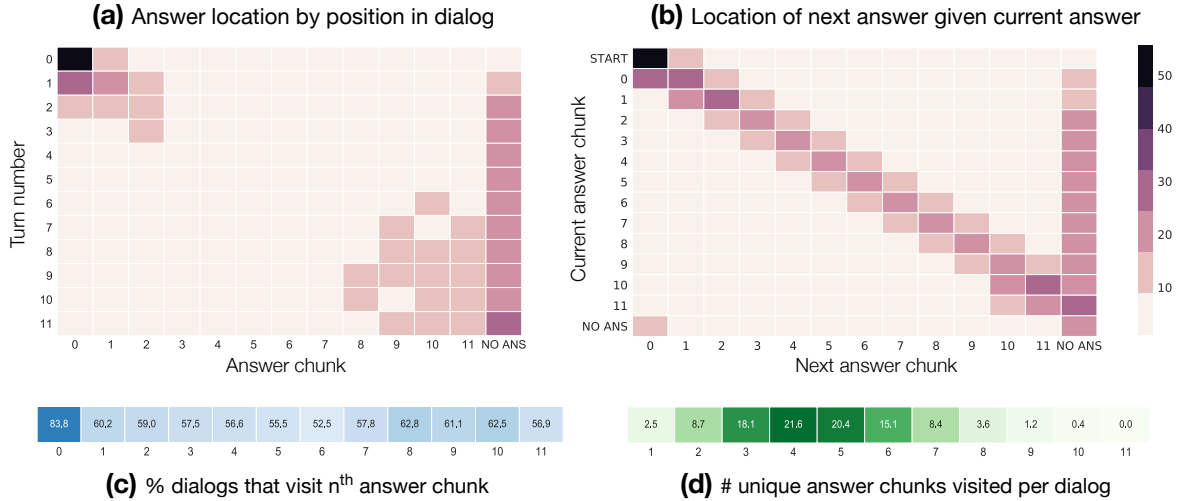 (a) Answer location by position in dialog
Turn number
0
1
2
3
4
5
6
7
8
9
10
11
0 1 2 3 4 5 6 7 8 9 10 11 NO ANS
Answer chunk
(b) Location of next answer given current answer
Current answer chunk
START
0
1
2
3
4
5
6
7
8
9
10
11
NO ANS
0 1 2 3 4 5 6 7 8 9 10 11 NO ANS
Next answer chunk
50
40
30
20
10
83,8 60,2 59,0 57,5 56,6 55,5 52,5 57,8 62,8 61,1 62,5 56,9
0 1 2 3 4 5 6 7 8 9 10 11
(c) % dialogs that visit nth answer chunk
2.5 8.7 18.1 21.6 20.4 15.1 8.4 3.6 1.2 0.4 0.0
1 2 3 4 5 6 7 8 9 10 11
(d) # unique answer chunks visited per dialog